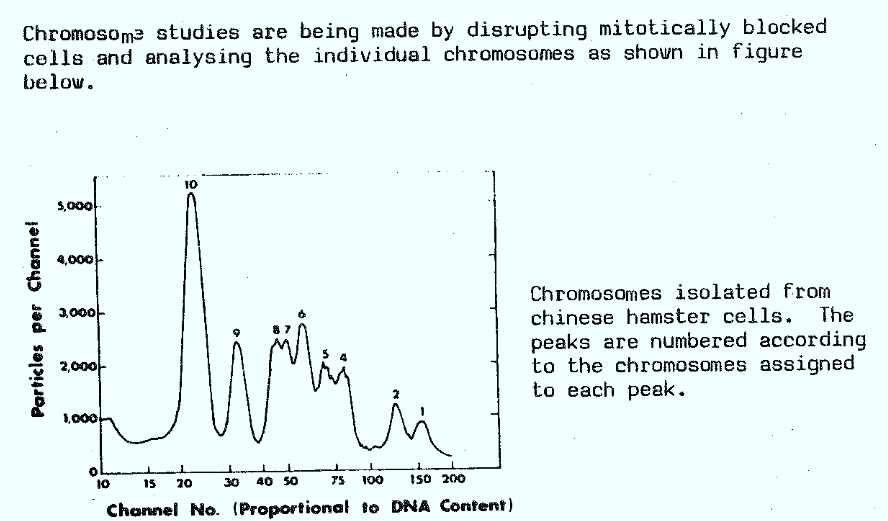 Chromosome studies are being made by disrupting mitotically blocked
cells and analysing the individual chromosomes as shown in figure
below.
10
5,000
4,000
3,000
2,000
1,000
0
Particles per Channel
9
8 7
6
5
4
2
1
10 15 20 30 40 50 75 100 150 200
Channel No. (Proportional to DNA Content)
Chromosomes isolated from
chinese hamster cells. The
peaks are numbered according
to the chromosomes assigned
to each peak.